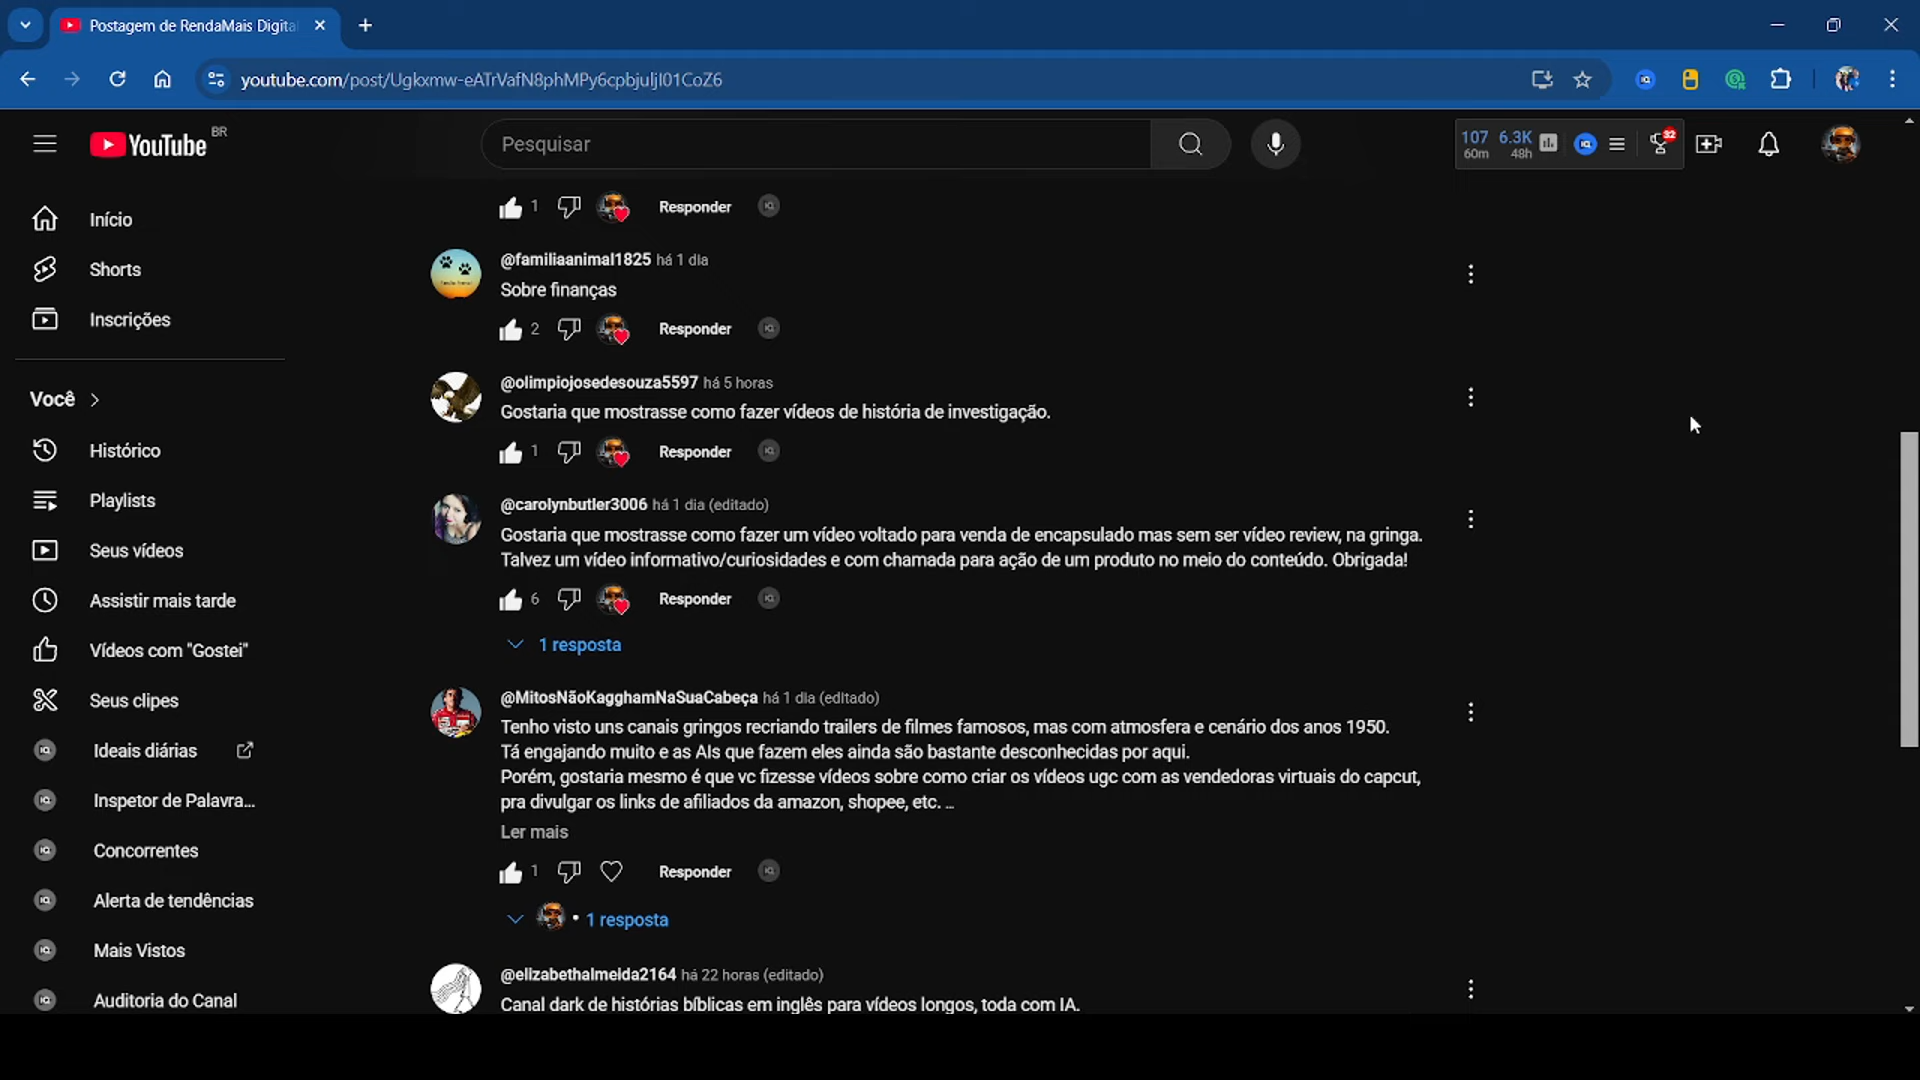 Postagem de RendaMais Digita
youtube.com/post/Ugkxmw-eATrVafN8phMPy6cpbjuljI01CoZ6
YouTube BR
Pesquisar
107 6.3K
60m 48h
32
Início
Shorts
Inscrições
Você
Histórico
Playlists
Seus vídeos
Assistir mais tarde
Vídeos com "Gostei"
Seus clipes
Ideais diárias
Inspetor de Palavra...
Concorrentes
Alerta de tendências
Mais Vistos
Auditoria do Canal
1 Responder
@familiaanimal1825 há 1 dia
Sobre finanças
2 Responder
@olimpiojosedesouza5597 há 5 horas
Gostaria que mostrasse como fazer vídeos de história de investigação.
1 Responder
@carolynbutler3006 há 1 dia (editado)
Gostaria que mostrasse como fazer um vídeo voltado para venda de encapsulado mas sem ser vídeo review, na gringa.
Talvez um vídeo informativo/curiosidades e com chamada para ação de um produto no meio do conteúdo. Obrigada!
6 Responder
1 resposta
@MitosNãoKagghamNaSuaCabeça há 1 dia (editado)
Tenho visto uns canais gringos recriando trailers de filmes famosos, mas com atmosfera e cenário dos anos 1950.
Tá engajando muito e as AIs que fazem eles ainda são bastante desconhecidas por aqui.
Porém, gostaria mesmo é que vc fizesse vídeos sobre como criar os vídeos ugc com as vendedoras virtuais do capcut,
pra divulgar os links de afiliados da amazon, shopee, etc. ...
Ler mais
1 Responder
• 1 resposta
@elizabethalmeida2164 há 22 horas (editado)
Canal dark de histórias bíblicas em inglês para vídeos longos, toda com IA.